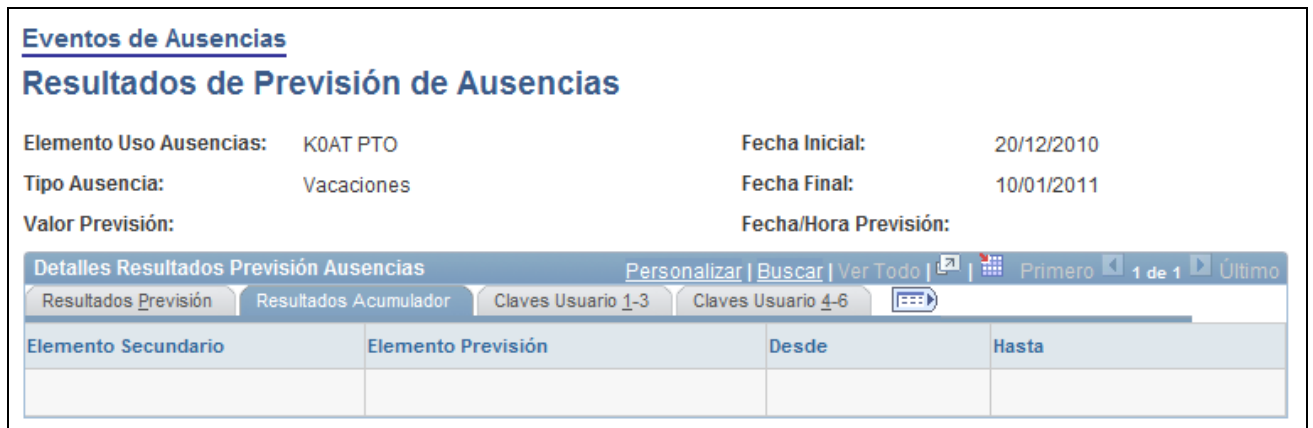 Eventos de Ausencias
Resultados de Previsión de Ausencias
Elemento Uso Ausencias: K0AT PTO Fecha Inicial: 20/12/2010
Tipo Ausencia: Vacaciones Fecha Final: 10/01/2011
Valor Previsión: Fecha/Hora Previsión:
Detalles Resultados Previsión Ausencias Personalizar | Buscar | Ver Todo | | Primero 1 de 1 Último
Resultados Previsión Resultados Acumulador Claves Usuario 1-3 Claves Usuario 4-6
Elemento Secundario Elemento Previsión Desde Hasta